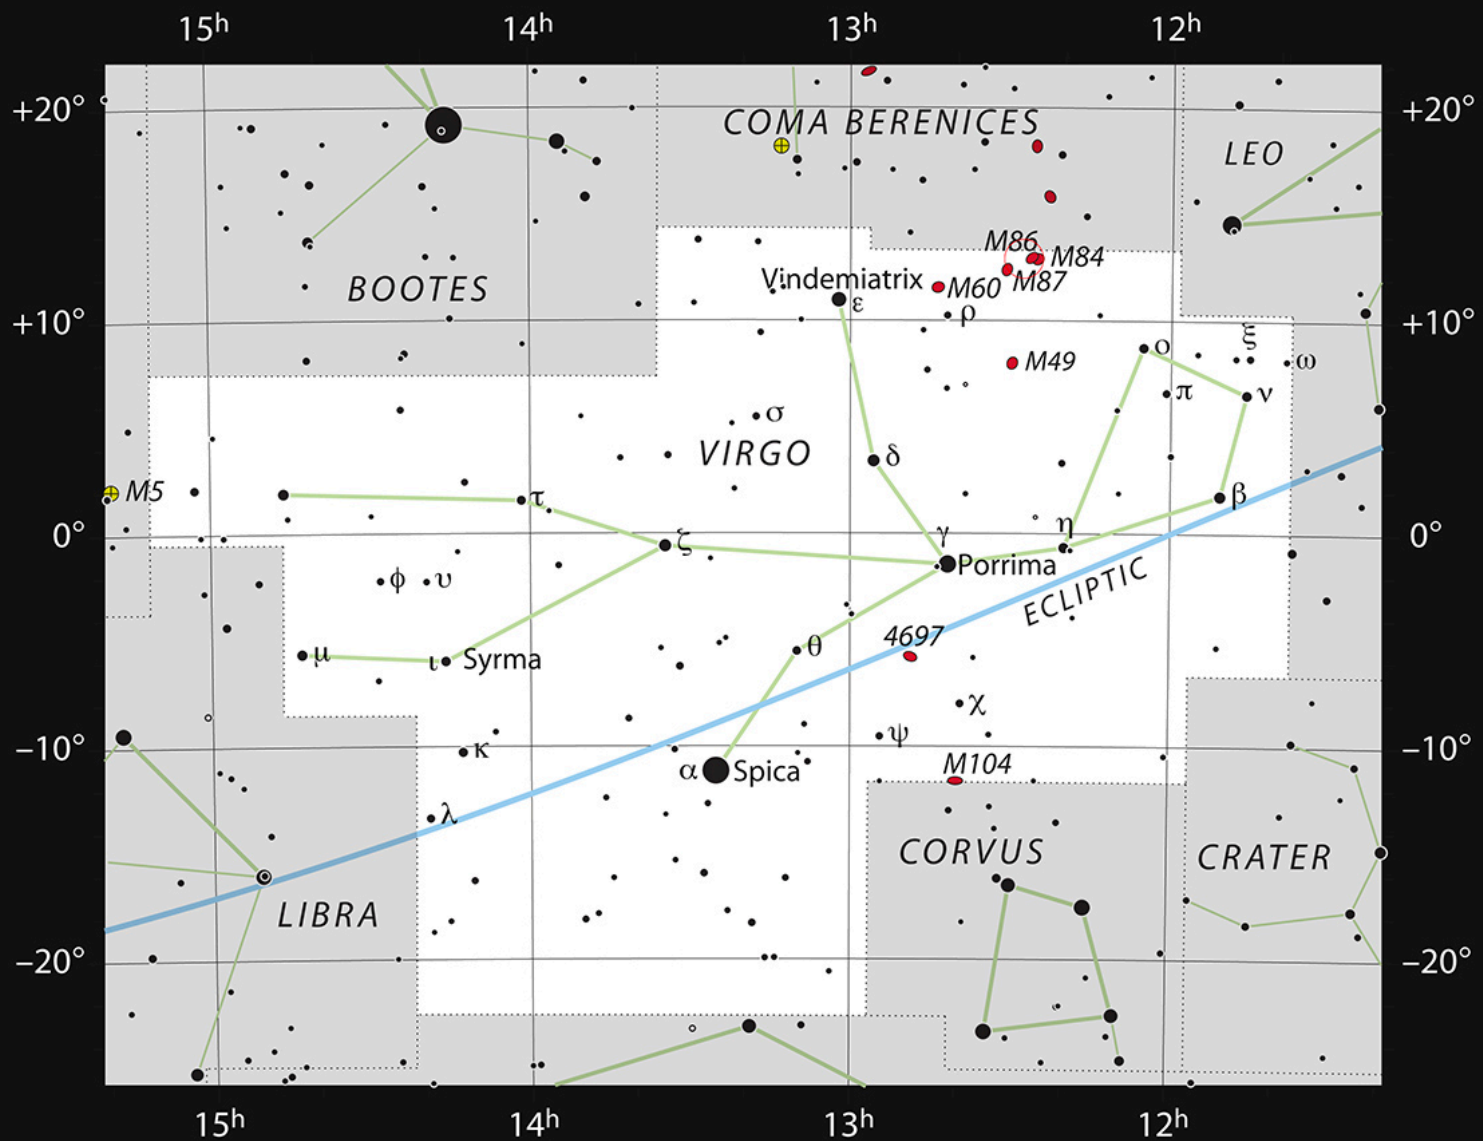 15h 14h 13h 12h
+20° +20°
COMA BERENICES
LEO
M86
M84
Vindemiatrix
M60 M87
BOOTES
ε
ρ
+10° +10°
ξ
ο
M49
ω
π
ν
σ
VIRGO
δ
M5
τ
β
η
γ
0° 0°
ζ
Porrima
ϕ υ
ECLIPTIC
4697
θ
μ
ι Syrma
χ
ψ
κ
−10° −10°
M104
α Spica
λ
CORVUS
CRATER
LIBRA
−20° −20°
15h 14h 13h 12h